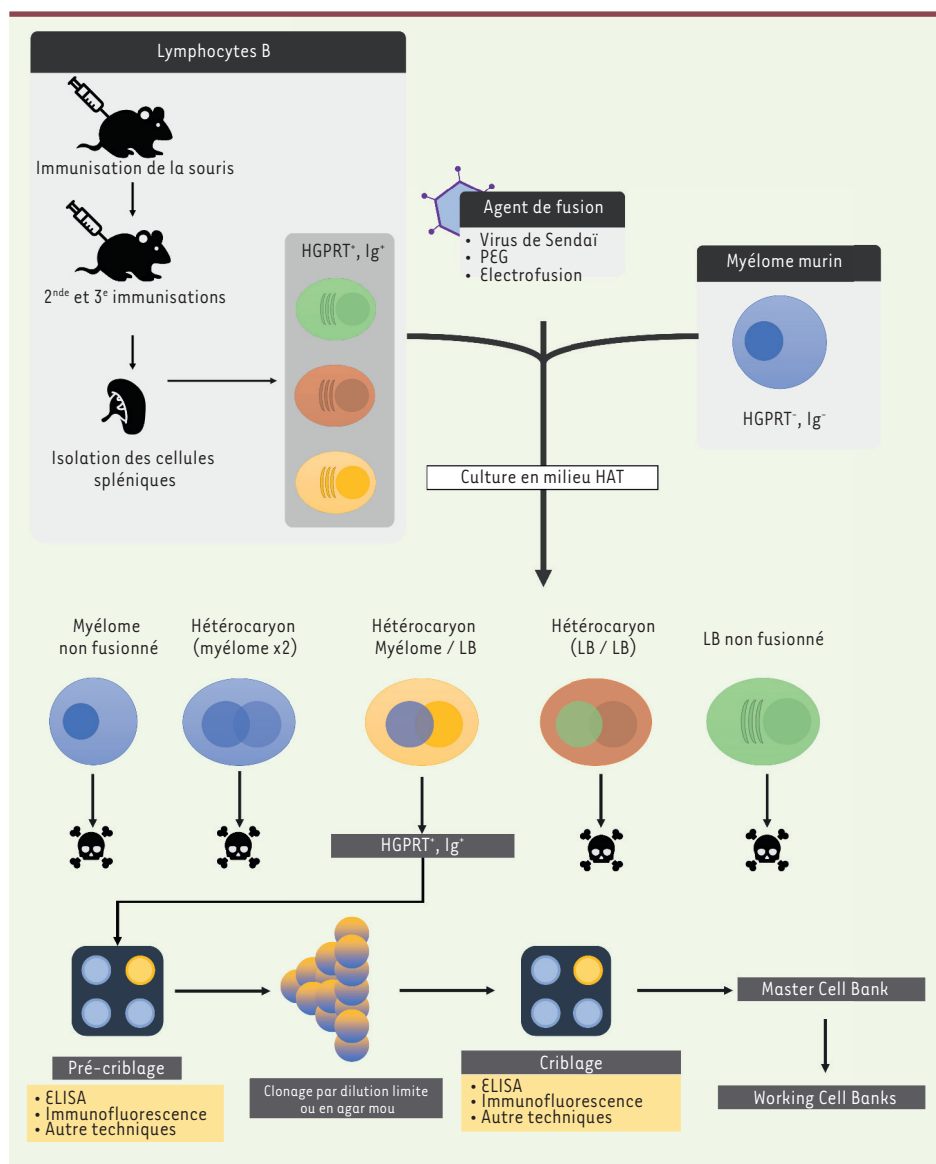 Lymphocytes B
Immunisation de la souris
2nde et 3e immunisations
Isolation des cellules
spléniques
HGPRT+, Ig+
Agent de fusion
• Virus de Sendaï
• PEG
• Electrofusion
Myélome murin
HGPRT-, Ig-
Culture en milieu HAT
Myélome
non fusionné
Hétérocaryon
(myélome x2)
Hétérocaryon
Myélome / LB
Hétérocaryon
(LB / LB)
LB non fusionné
HGPRT+, Ig+
Pré-criblage
• ELISA
• Immunofluorescence
• Autre techniques
Clonage par dilution limite
ou en agar mou
Criblage
• ELISA
• Immunofluorescence
• Autre techniques
Master Cell Bank
Working Cell Banks